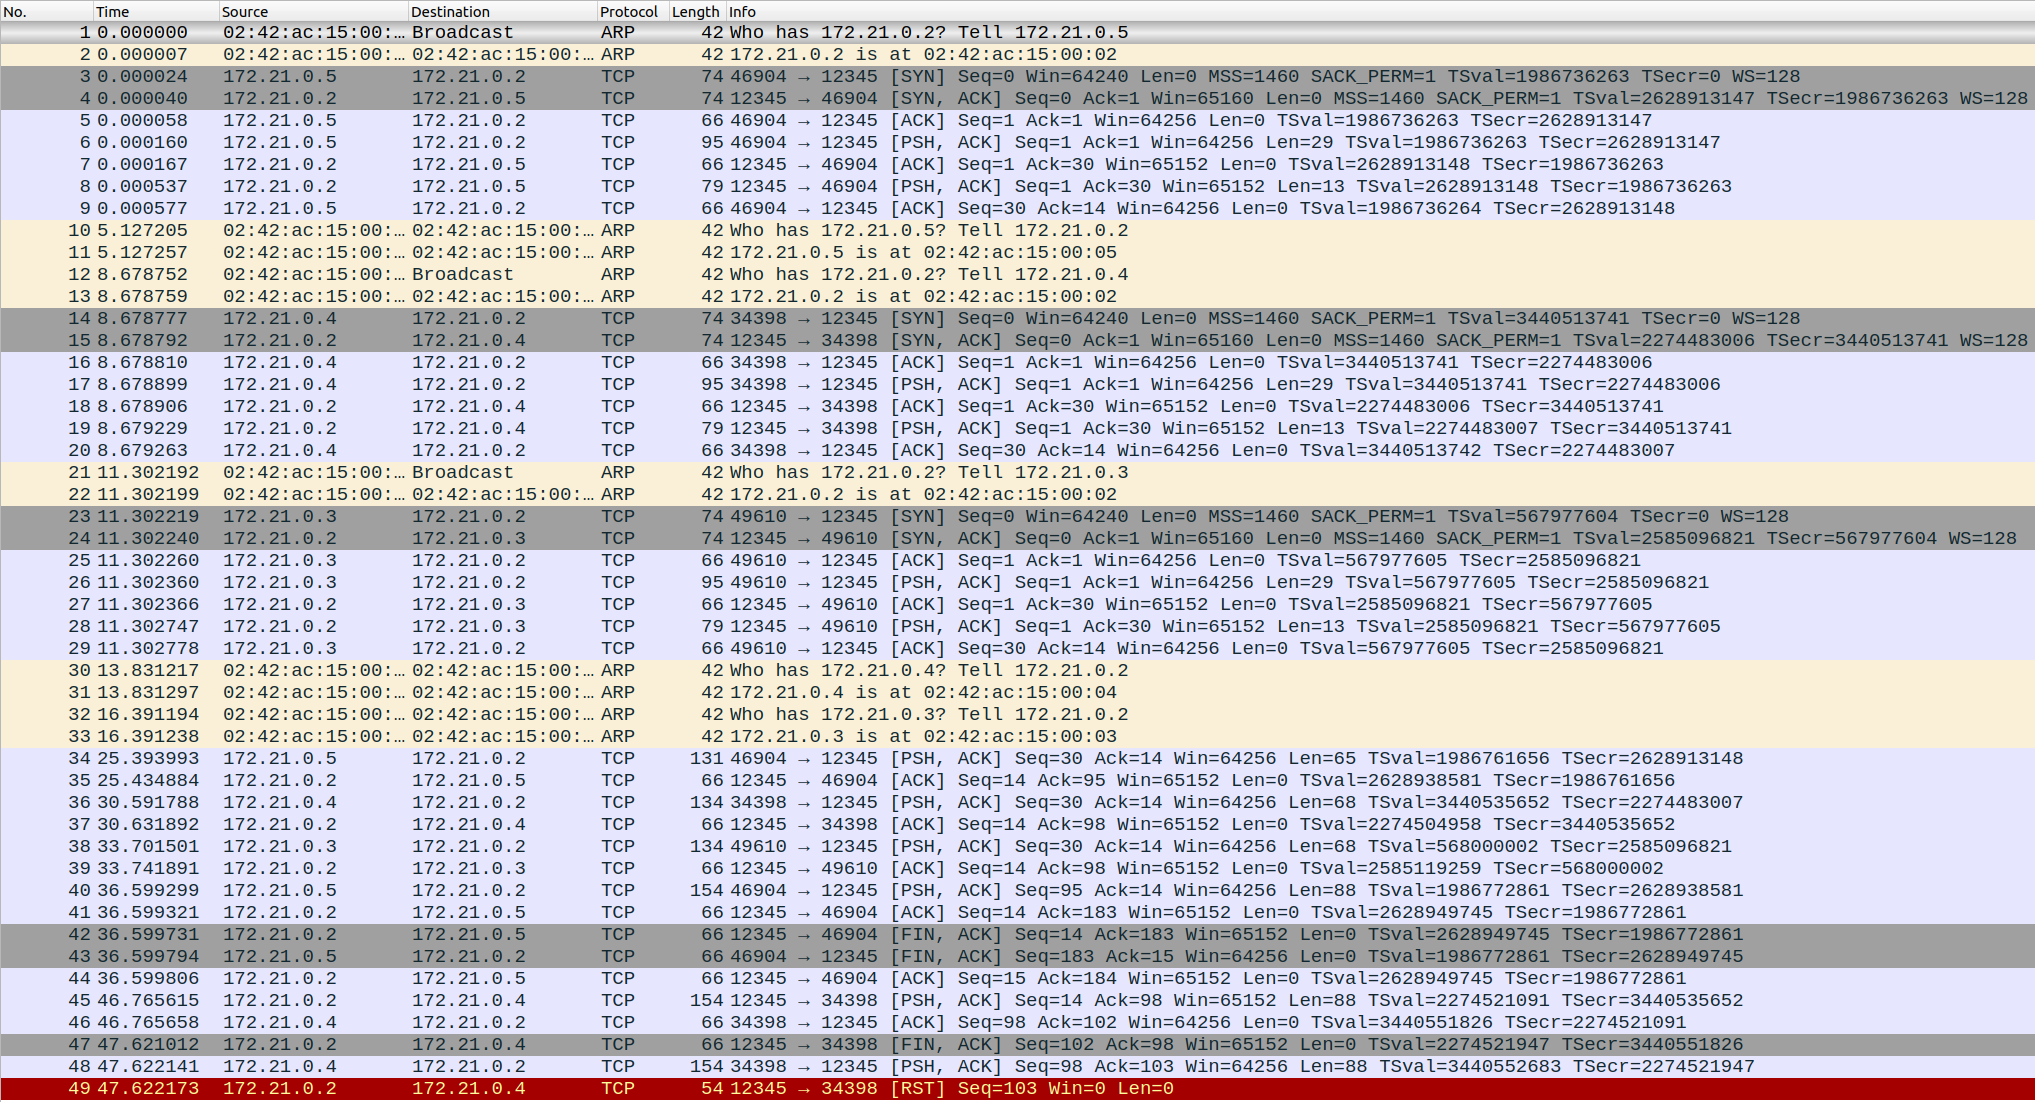 No. Time Source Destination Protocol Length Info
1 0.000000 02:42:ac:15:00:… Broadcast ARP 42 Who has 172.21.0.2? Tell 172.21.0.5
2 0.000007 02:42:ac:15:00:… 02:42:ac:15:00:… ARP 42 172.21.0.2 is at 02:42:ac:15:00:02
3 0.000024 172.21.0.5 172.21.0.2 TCP 74 46904 → 12345 [SYN] Seq=0 Win=64240 Len=0 MSS=1460 SACK_PERM=1 TSval=1986736263 TSecr=0 WS=128
4 0.000040 172.21.0.2 172.21.0.5 TCP 74 12345 → 46904 [SYN, ACK] Seq=0 Ack=1 Win=65160 Len=0 MSS=1460 SACK_PERM=1 TSval=2628913147 TSecr=1986736263 WS=128
5 0.000058 172.21.0.5 172.21.0.2 TCP 66 46904 → 12345 [ACK] Seq=1 Ack=1 Win=64256 Len=0 TSval=1986736263 TSecr=2628913147
6 0.000160 172.21.0.5 172.21.0.2 TCP 95 46904 → 12345 [PSH, ACK] Seq=1 Ack=1 Win=64256 Len=29 TSval=1986736263 TSecr=2628913147
7 0.000167 172.21.0.2 172.21.0.5 TCP 66 12345 → 46904 [ACK] Seq=1 Ack=30 Win=65152 Len=0 TSval=2628913148 TSecr=1986736263
8 0.000537 172.21.0.2 172.21.0.5 TCP 79 12345 → 46904 [PSH, ACK] Seq=1 Ack=30 Win=65152 Len=13 TSval=2628913148 TSecr=1986736263
9 0.000577 172.21.0.5 172.21.0.2 TCP 66 46904 → 12345 [ACK] Seq=30 Ack=14 Win=64256 Len=0 TSval=1986736264 TSecr=2628913148
10 5.127205 02:42:ac:15:00:… 02:42:ac:15:00:… ARP 42 Who has 172.21.0.5? Tell 172.21.0.2
11 5.127257 02:42:ac:15:00:… 02:42:ac:15:00:… ARP 42 172.21.0.5 is at 02:42:ac:15:00:05
12 8.678752 02:42:ac:15:00:… Broadcast ARP 42 Who has 172.21.0.2? Tell 172.21.0.4
13 8.678759 02:42:ac:15:00:… 02:42:ac:15:00:… ARP 42 172.21.0.2 is at 02:42:ac:15:00:02
14 8.678777 172.21.0.4 172.21.0.2 TCP 74 34398 → 12345 [SYN] Seq=0 Win=64240 Len=0 MSS=1460 SACK_PERM=1 TSval=3440513741 TSecr=0 WS=128
15 8.678792 172.21.0.2 172.21.0.4 TCP 74 12345 → 34398 [SYN, ACK] Seq=0 Ack=1 Win=65160 Len=0 MSS=1460 SACK_PERM=1 TSval=2274483006 TSecr=3440513741 WS=128
16 8.678810 172.21.0.4 172.21.0.2 TCP 66 34398 → 12345 [ACK] Seq=1 Ack=1 Win=64256 Len=0 TSval=3440513741 TSecr=2274483006
17 8.678899 172.21.0.4 172.21.0.2 TCP 95 34398 → 12345 [PSH, ACK] Seq=1 Ack=1 Win=64256 Len=29 TSval=3440513741 TSecr=2274483006
18 8.678906 172.21.0.2 172.21.0.4 TCP 66 12345 → 34398 [ACK] Seq=1 Ack=30 Win=65152 Len=0 TSval=2274483006 TSecr=3440513741
19 8.679229 172.21.0.2 172.21.0.4 TCP 79 12345 → 34398 [PSH, ACK] Seq=1 Ack=30 Win=65152 Len=13 TSval=2274483007 TSecr=3440513741
20 8.679263 172.21.0.4 172.21.0.2 TCP 66 34398 → 12345 [ACK] Seq=30 Ack=14 Win=64256 Len=0 TSval=3440513742 TSecr=2274483007
21 11.302192 02:42:ac:15:00:… Broadcast ARP 42 Who has 172.21.0.2? Tell 172.21.0.3
22 11.302199 02:42:ac:15:00:… 02:42:ac:15:00:… ARP 42 172.21.0.2 is at 02:42:ac:15:00:02
23 11.302219 172.21.0.3 172.21.0.2 TCP 74 49610 → 12345 [SYN] Seq=0 Win=64240 Len=0 MSS=1460 SACK_PERM=1 TSval=567977604 TSecr=0 WS=128
24 11.302240 172.21.0.2 172.21.0.3 TCP 74 12345 → 49610 [SYN, ACK] Seq=0 Ack=1 Win=65160 Len=0 MSS=1460 SACK_PERM=1 TSval=2585096821 TSecr=567977604 WS=128
25 11.302260 172.21.0.3 172.21.0.2 TCP 66 49610 → 12345 [ACK] Seq=1 Ack=1 Win=64256 Len=0 TSval=567977605 TSecr=2585096821
26 11.302360 172.21.0.3 172.21.0.2 TCP 95 49610 → 12345 [PSH, ACK] Seq=1 Ack=1 Win=64256 Len=29 TSval=567977605 TSecr=2585096821
27 11.302366 172.21.0.2 172.21.0.3 TCP 66 12345 → 49610 [ACK] Seq=1 Ack=30 Win=65152 Len=0 TSval=2585096821 TSecr=567977605
28 11.302747 172.21.0.2 172.21.0.3 TCP 79 12345 → 49610 [PSH, ACK] Seq=1 Ack=30 Win=65152 Len=13 TSval=2585096821 TSecr=567977605
29 11.302778 172.21.0.3 172.21.0.2 TCP 66 49610 → 12345 [ACK] Seq=30 Ack=14 Win=64256 Len=0 TSval=567977605 TSecr=2585096821
30 13.831217 02:42:ac:15:00:… 02:42:ac:15:00:… ARP 42 Who has 172.21.0.4? Tell 172.21.0.2
31 13.831297 02:42:ac:15:00:… 02:42:ac:15:00:… ARP 42 172.21.0.4 is at 02:42:ac:15:00:04
32 16.391194 02:42:ac:15:00:… 02:42:ac:15:00:… ARP 42 Who has 172.21.0.3? Tell 172.21.0.2
33 16.391238 02:42:ac:15:00:… 02:42:ac:15:00:… ARP 42 172.21.0.3 is at 02:42:ac:15:00:03
34 25.393993 172.21.0.5 172.21.0.2 TCP 131 46904 → 12345 [PSH, ACK] Seq=30 Ack=14 Win=64256 Len=65 TSval=1986761656 TSecr=2628913148
35 25.434884 172.21.0.2 172.21.0.5 TCP 66 12345 → 46904 [ACK] Seq=14 Ack=95 Win=65152 Len=0 TSval=2628938581 TSecr=1986761656
36 30.591788 172.21.0.4 172.21.0.2 TCP 134 34398 → 12345 [PSH, ACK] Seq=30 Ack=14 Win=64256 Len=68 TSval=3440535652 TSecr=2274483007
37 30.631892 172.21.0.2 172.21.0.4 TCP 66 12345 → 34398 [ACK] Seq=14 Ack=98 Win=65152 Len=0 TSval=2274504958 TSecr=3440535652
38 33.701501 172.21.0.3 172.21.0.2 TCP 134 49610 → 12345 [PSH, ACK] Seq=30 Ack=14 Win=64256 Len=68 TSval=568000002 TSecr=2585096821
39 33.741891 172.21.0.2 172.21.0.3 TCP 66 12345 → 49610 [ACK] Seq=14 Ack=98 Win=65152 Len=0 TSval=2585119259 TSecr=568000002
40 36.599299 172.21.0.5 172.21.0.2 TCP 154 46904 → 12345 [PSH, ACK] Seq=95 Ack=14 Win=64256 Len=88 TSval=1986772861 TSecr=2628938581
41 36.599321 172.21.0.2 172.21.0.5 TCP 66 12345 → 46904 [ACK] Seq=14 Ack=183 Win=65152 Len=0 TSval=2628949745 TSecr=1986772861
42 36.599731 172.21.0.2 172.21.0.5 TCP 66 12345 → 46904 [FIN, ACK] Seq=14 Ack=183 Win=65152 Len=0 TSval=2628949745 TSecr=1986772861
43 36.599794 172.21.0.5 172.21.0.2 TCP 66 46904 → 12345 [FIN, ACK] Seq=183 Ack=15 Win=64256 Len=0 TSval=1986772861 TSecr=2628949745
44 36.599806 172.21.0.2 172.21.0.5 TCP 66 12345 → 46904 [ACK] Seq=15 Ack=184 Win=65152 Len=0 TSval=2628949745 TSecr=1986772861
45 46.765615 172.21.0.2 172.21.0.4 TCP 154 12345 → 34398 [PSH, ACK] Seq=14 Ack=98 Win=65152 Len=88 TSval=2274521091 TSecr=3440535652
46 46.765658 172.21.0.4 172.21.0.2 TCP 66 34398 → 12345 [ACK] Seq=98 Ack=102 Win=64256 Len=0 TSval=3440551826 TSecr=2274521091
47 47.621012 172.21.0.2 172.21.0.4 TCP 66 12345 → 34398 [FIN, ACK] Seq=102 Ack=98 Win=65152 Len=0 TSval=2274521947 TSecr=3440551826
48 47.622141 172.21.0.4 172.21.0.2 TCP 154 34398 → 12345 [PSH, ACK] Seq=98 Ack=103 Win=64256 Len=88 TSval=3440552683 TSecr=2274521947
49 47.622173 172.21.0.2 172.21.0.4 TCP 54 12345 → 34398 [RST] Seq=103 Win=0 Len=0